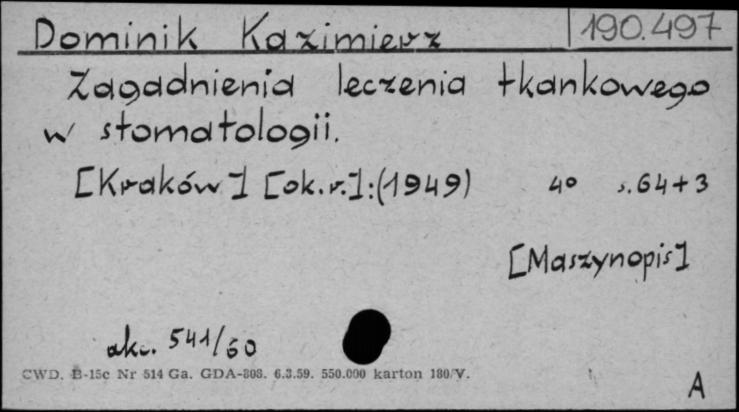 Dominik Kazimierz 190.497
Zagadnienia leczenia tkankowego
w stomatologii.
[Kraków] [ok.r.]:(1949) 4° s.64+3
[Maszynopis]
akc. 541/60
CWD. B-15c Nr 514 Ga. GDA-808. 6.3.59. 550.000 karton 180/V.
A